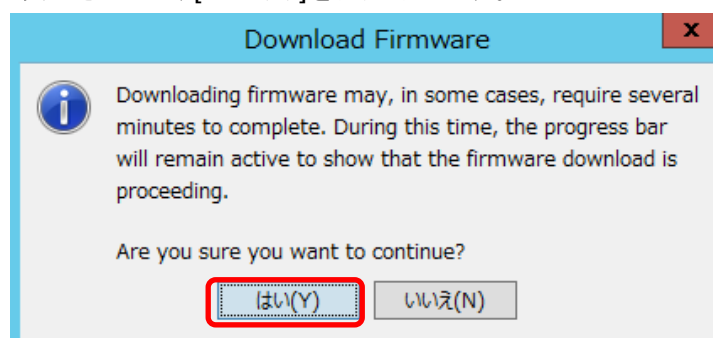 Download Firmware
x
Downloading firmware may, in some cases, require several
minutes to complete. During this time, the progress bar
will remain active to show that the firmware download is
proceeding.
Are you sure you want to continue?
はい(Y) いいえ(N)